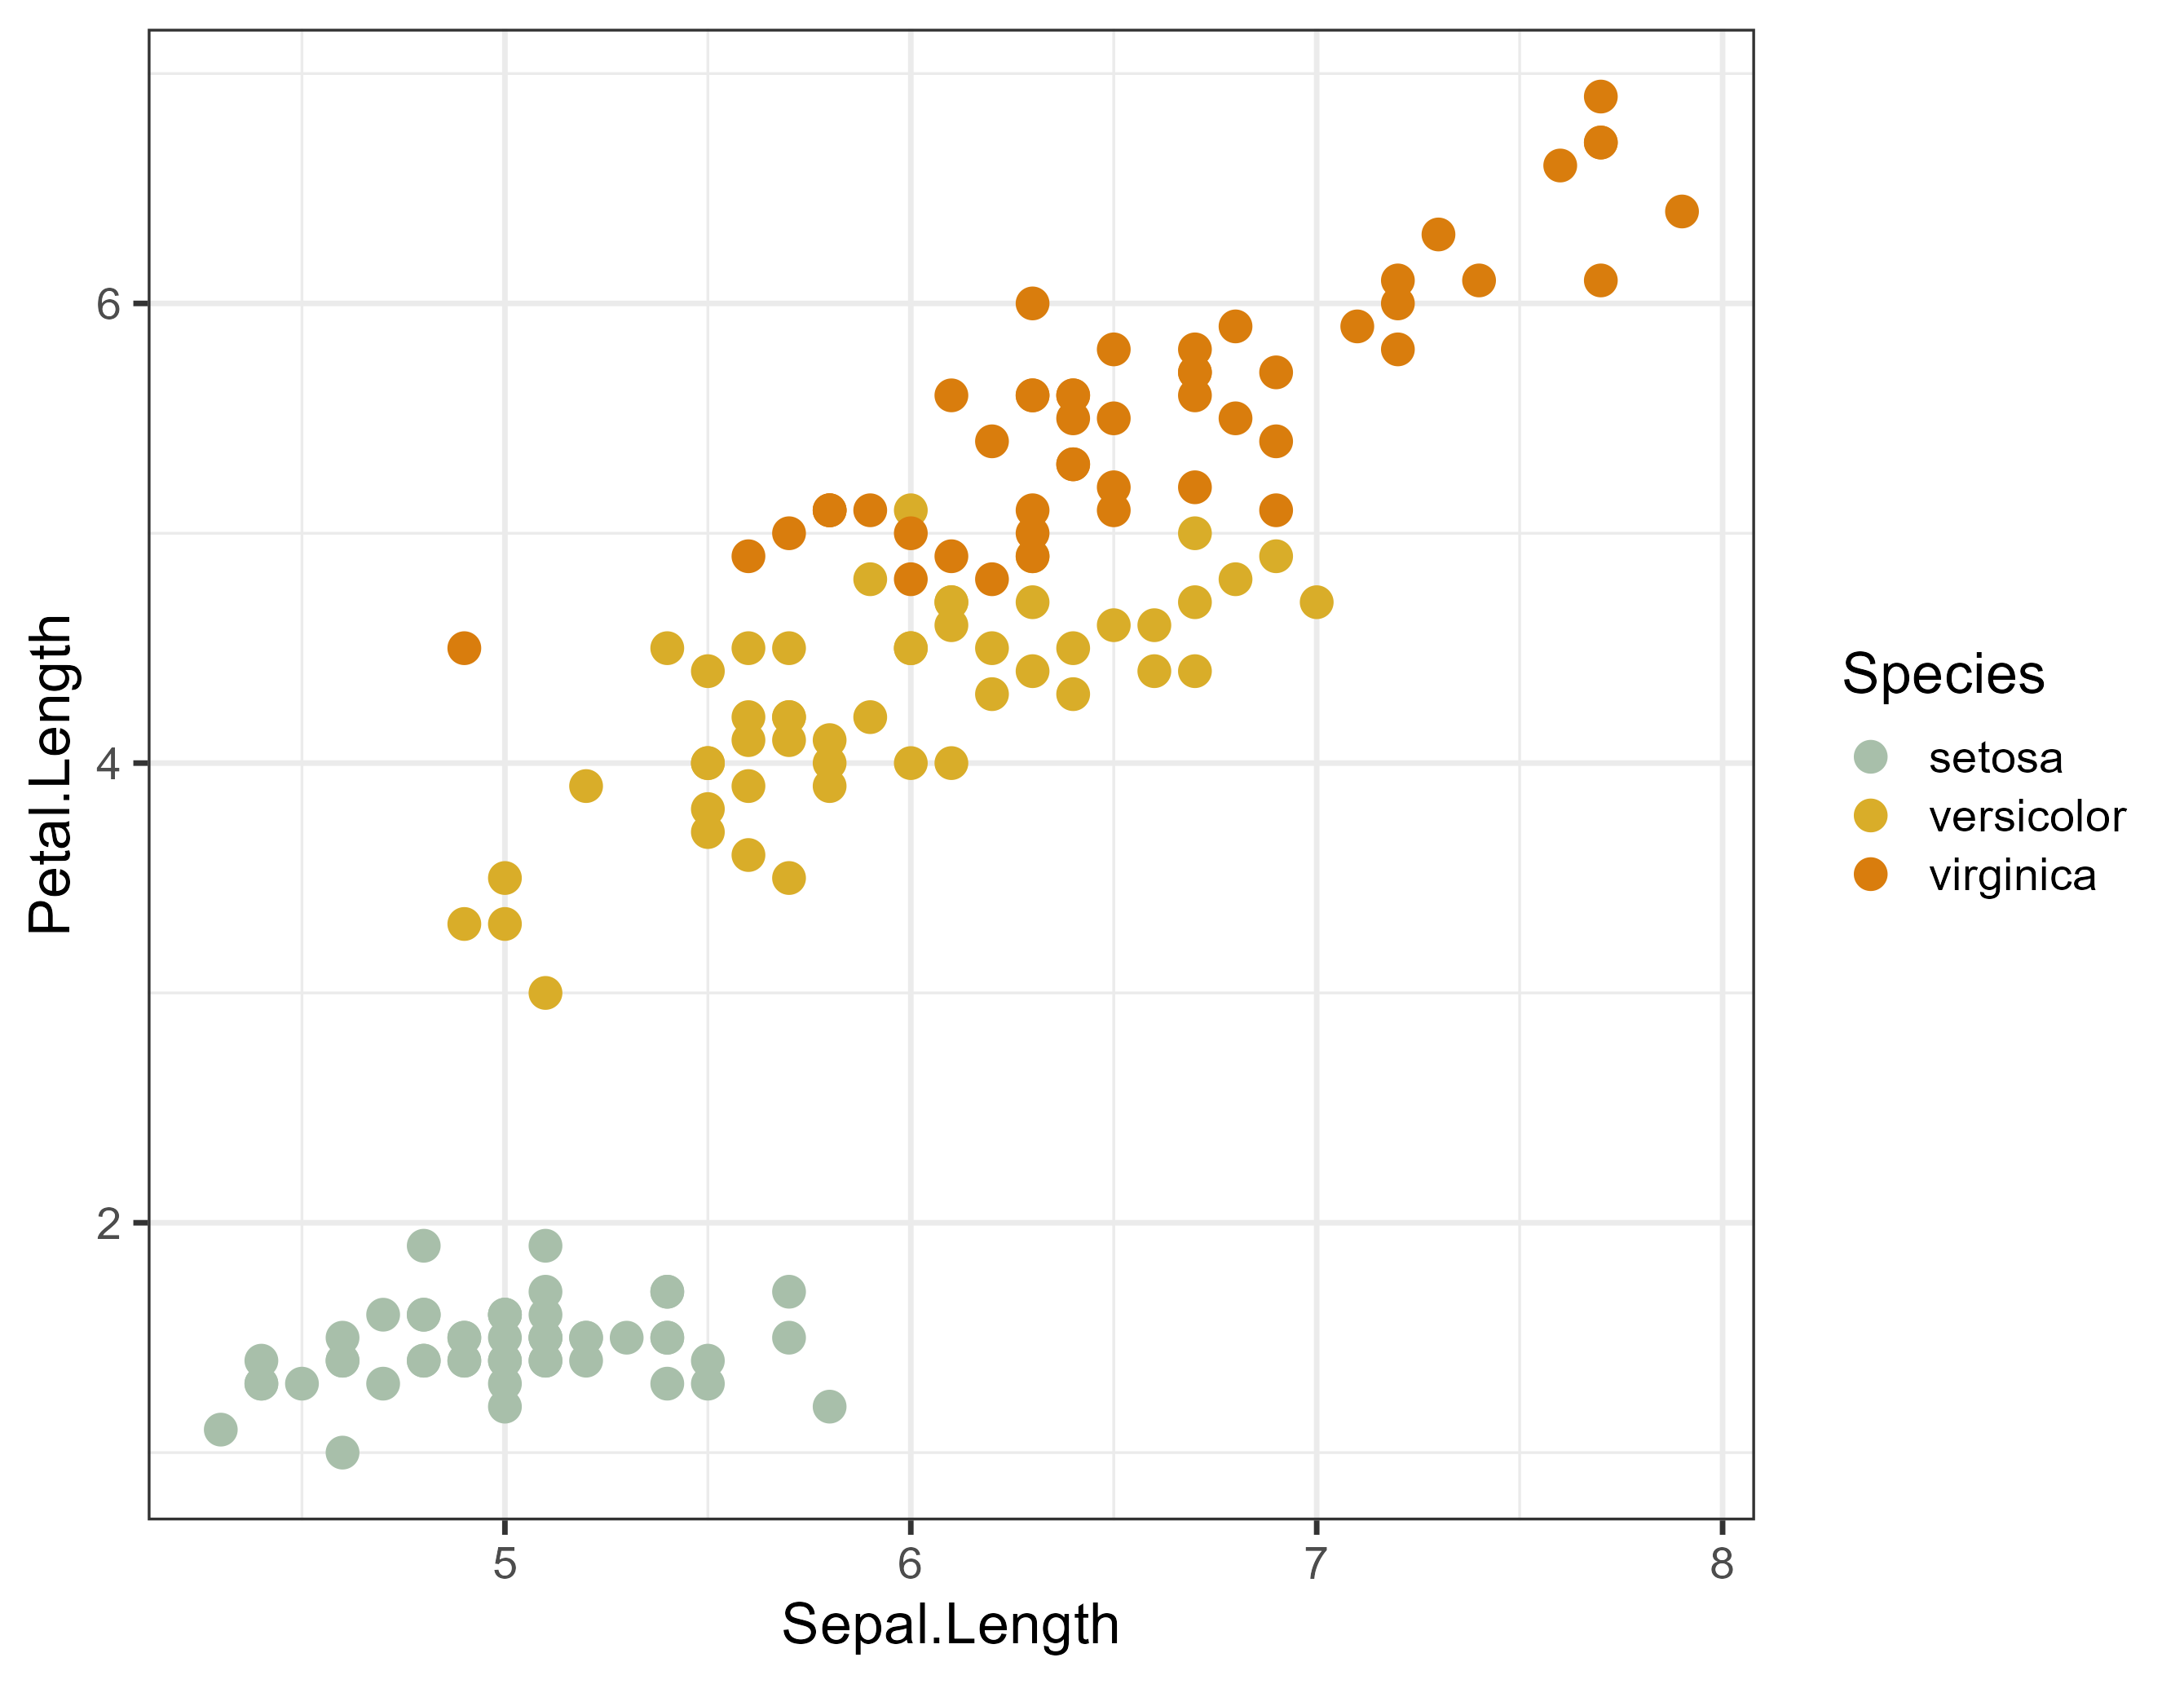 6
4
2
Petal.Length
5 6 7 8
Sepal.Length
Species
setosa
versicolor
virginica